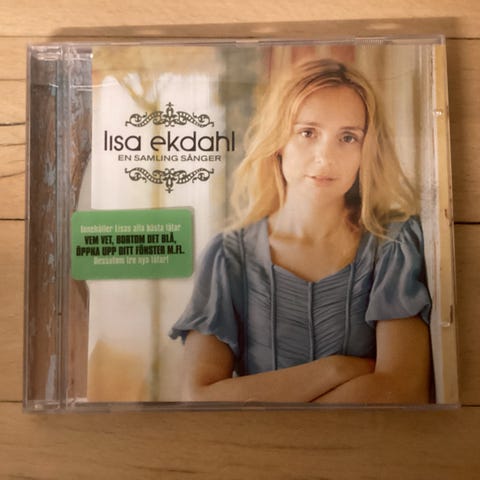 lisa ekdahl
EN SAMLING SÅNGER
Innehåller Lisas alla bästa låtar
VEM VET, BORTOM DET BLÅ,
ÖPPNA UPP DITT FÖNSTER M.FL.
Dessutom tre nya låtar!